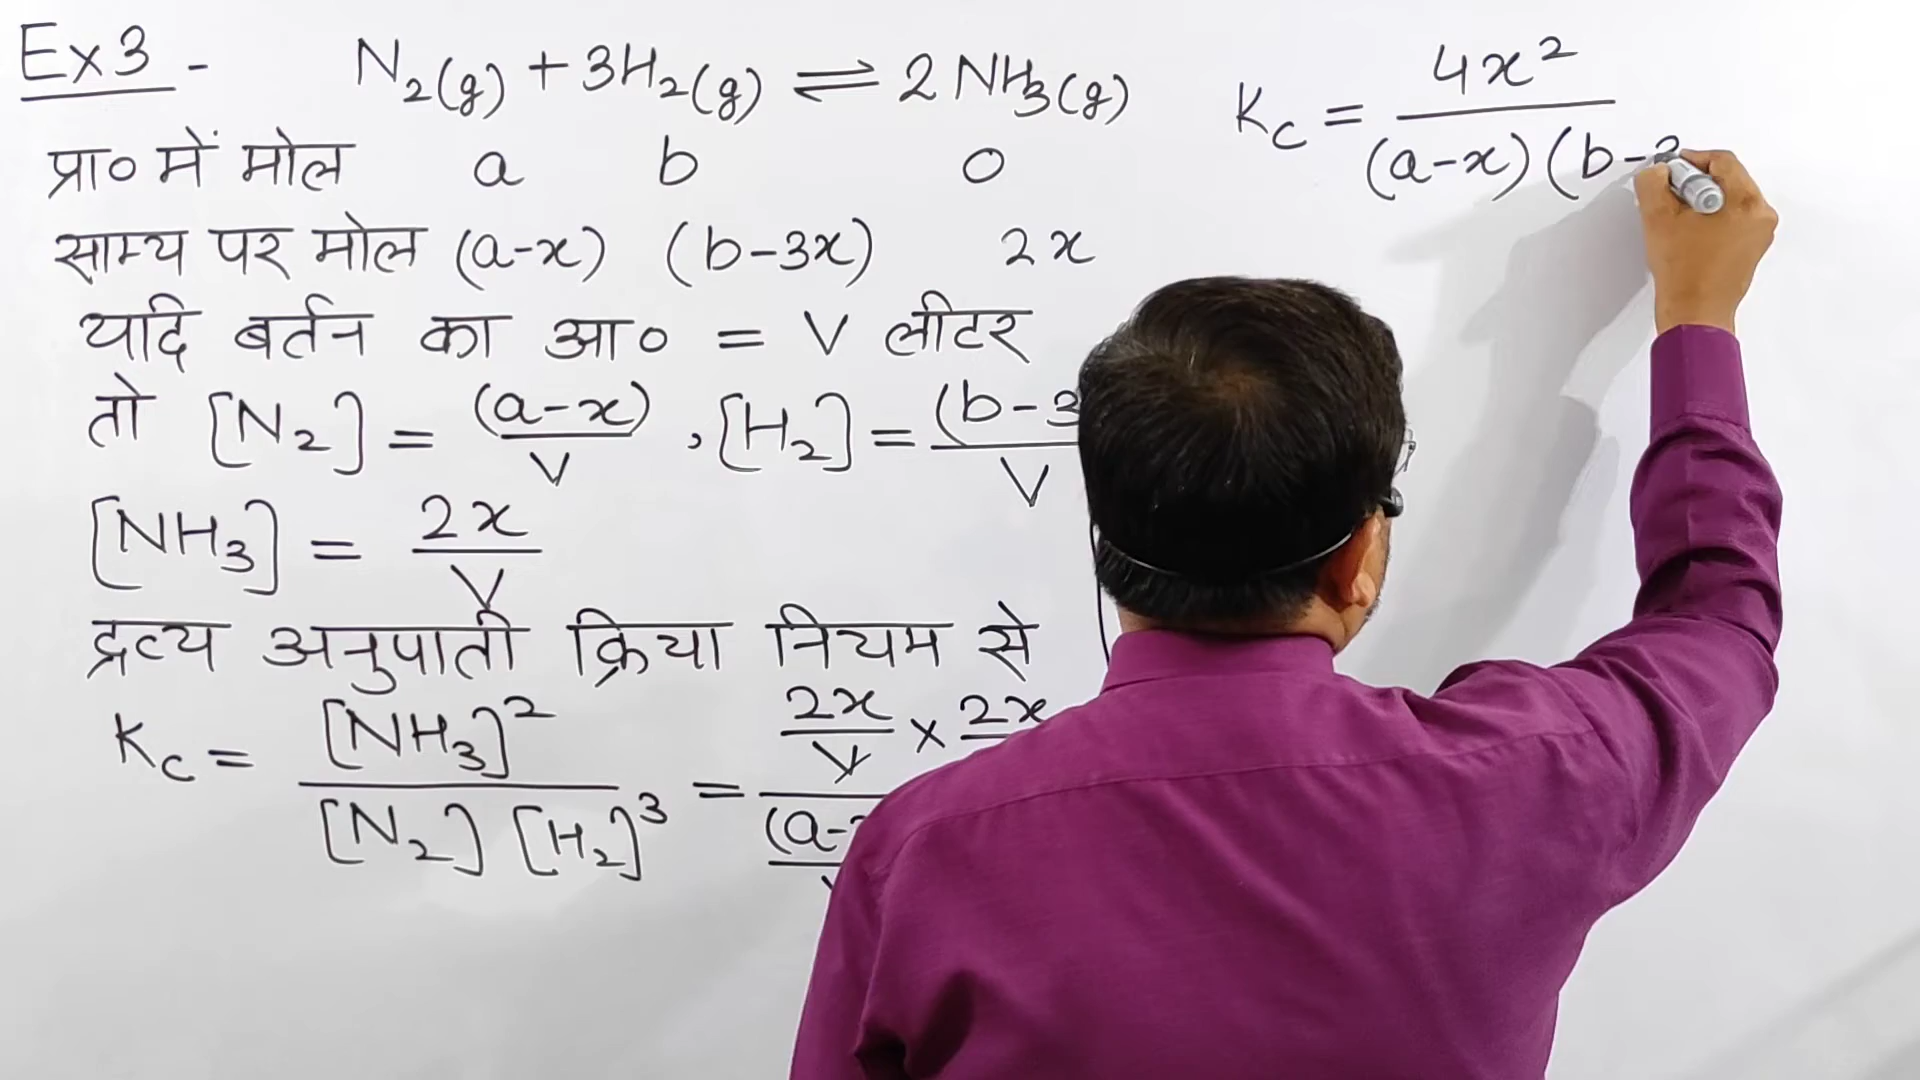 Ex3 - N₂(g) + 3H₂(g) ⇌ 2NH₃(g)
प्रा० में मोल a b 0
साम्य पर मोल (a-x) (b-3x) 2x
यदि बर्तन का आ० = V लीटर
तो [N₂] = (a-x)/V , [H₂] = (b-3 /V
[NH₃] = 2x/V
द्रव्य अनुपाती क्रिया नियम से
Kc = [NH₃]²/[N₂] [H₂]³ = 2x/V × 2x / (a-
Kc = 4x²/(a-x)(b-